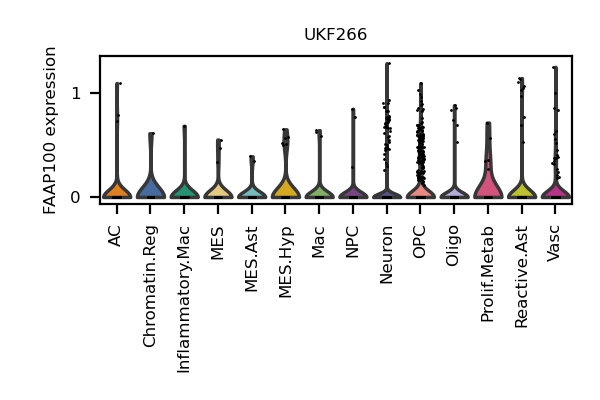 UKF266
FAAP100 expression
1
0
AC
Chromatin.Reg
Inflammatory.Mac
MES
MES.Ast
MES.Hyp
Mac
NPC
Neuron
OPC
Oligo
Prolif.Metab
Reactive.Ast
Vasc